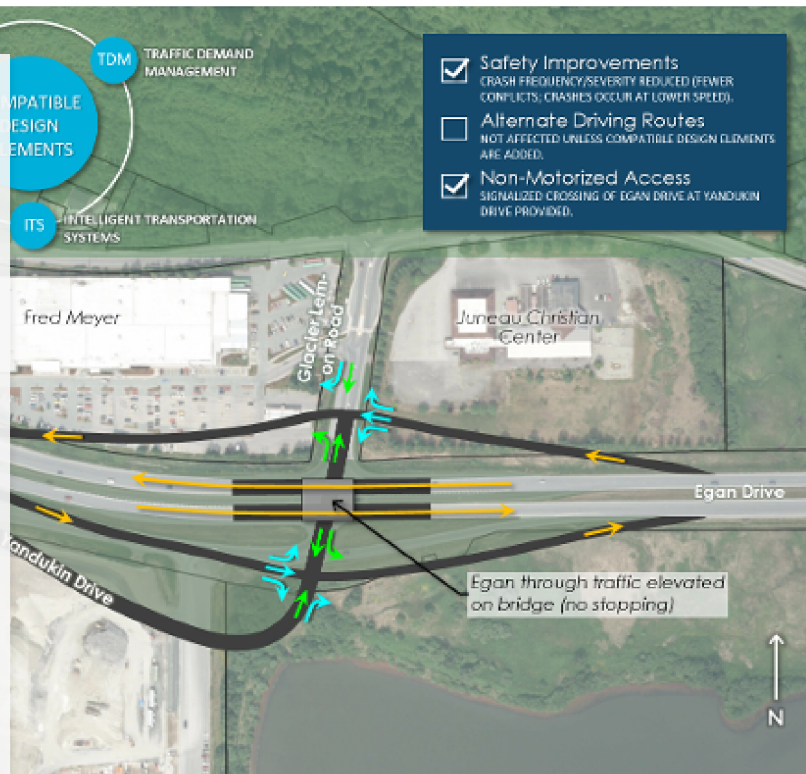 TDM
TRAFFIC DEMAND
MANAGEMENT
MPATIBLE
DESIGN
LEMENTS
ITS
INTELLIGENT TRANSPORTATION
SYSTEMS
Safety Improvements
CRASH FREQUENCY/SEVERITY REDUCED (FEWER
CONFLICTS; CRASHES OCCUR AT LOWER SPEED).
Alternate Driving Routes
NOT AFFECTED UNLESS COMPATIBLE DESIGN ELEMENTS
ARE ADDED.
Non-Motorized Access
SIGNALIZED CROSSING OF EGAN DRIVE AT YANDUKIN
DRIVE PROVIDED.
Fred Meyer
Glacier Lem-
on Road
Juneau Christian
Center
Egan Drive
Yandukin Drive
Egan through traffic elevated
on bridge (no stopping)
N